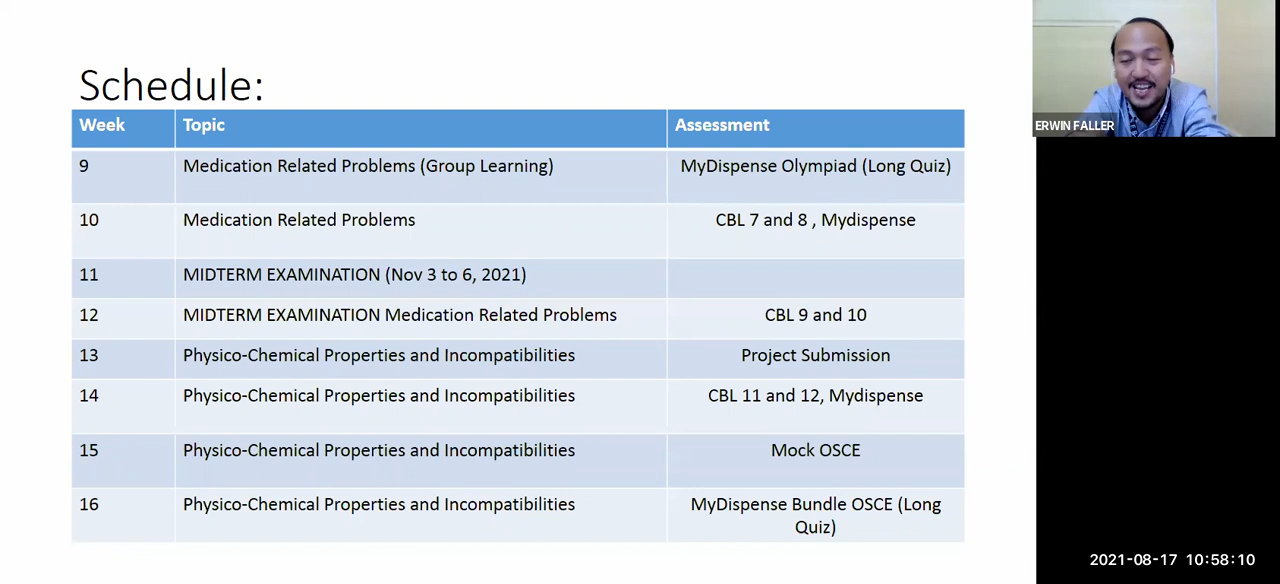 Schedule:
Week Topic Assessment
9 Medication Related Problems (Group Learning) MyDispense Olympiad (Long Quiz)
10 Medication Related Problems CBL 7 and 8 , Mydispense
11 MIDTERM EXAMINATION (Nov 3 to 6, 2021)
12 MIDTERM EXAMINATION Medication Related Problems CBL 9 and 10
13 Physico-Chemical Properties and Incompatibilities Project Submission
14 Physico-Chemical Properties and Incompatibilities CBL 11 and 12, Mydispense
15 Physico-Chemical Properties and Incompatibilities Mock OSCE
16 Physico-Chemical Properties and Incompatibilities MyDispense Bundle OSCE (Long
Quiz)
ERWIN FALLER
2021-08-17 10:58:10